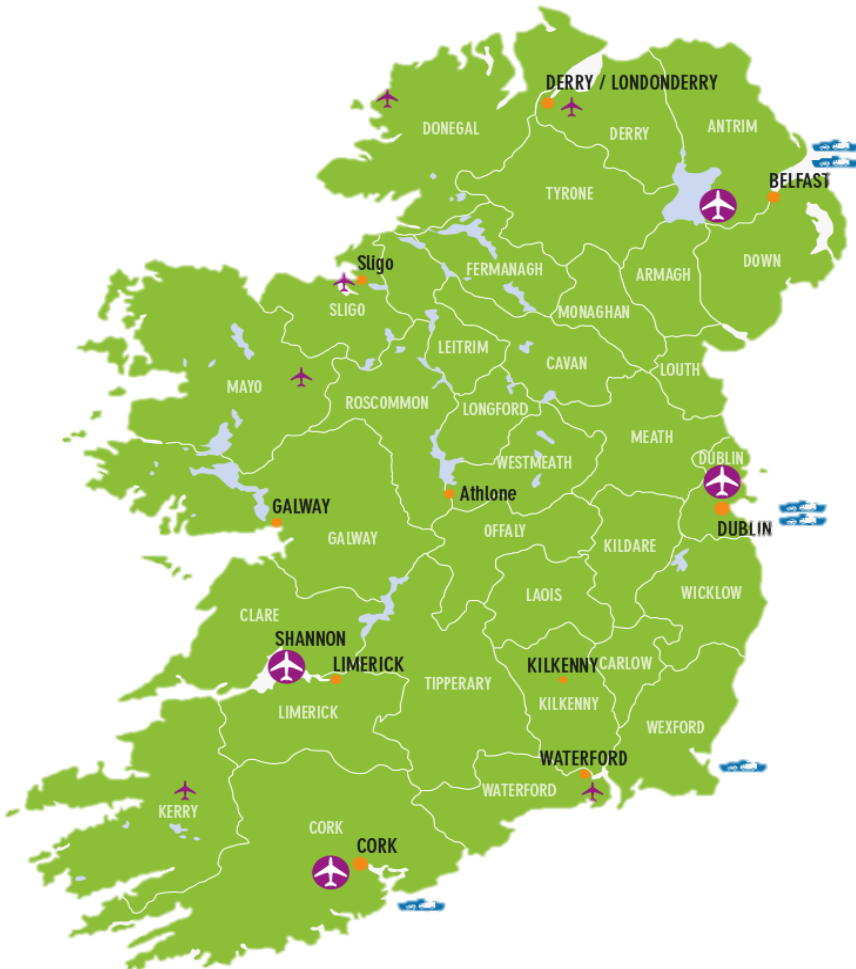 DERRY / LONDONDERRY
DONEGAL
DERRY
ANTRIM
TYRONE
BELFAST
Sligo
FERMANAGH
ARMAGH
DOWN
SLIGO
MONAGHAN
LEITRIM
CAVAN
LOUTH
MAYO
ROSCOMMON
LONGFORD
MEATH
WESTMEATH
DUBLIN
Athlone
GALWAY
DUBLIN
GALWAY
OFFALY
KILDARE
LAOIS
WICKLOW
CLARE
SHANNON
LIMERICK
KILKENNY
CARLOW
TIPPERARY
KILKENNY
LIMERICK
WEXFORD
WATERFORD
WATERFORD
KERRY
CORK
CORK